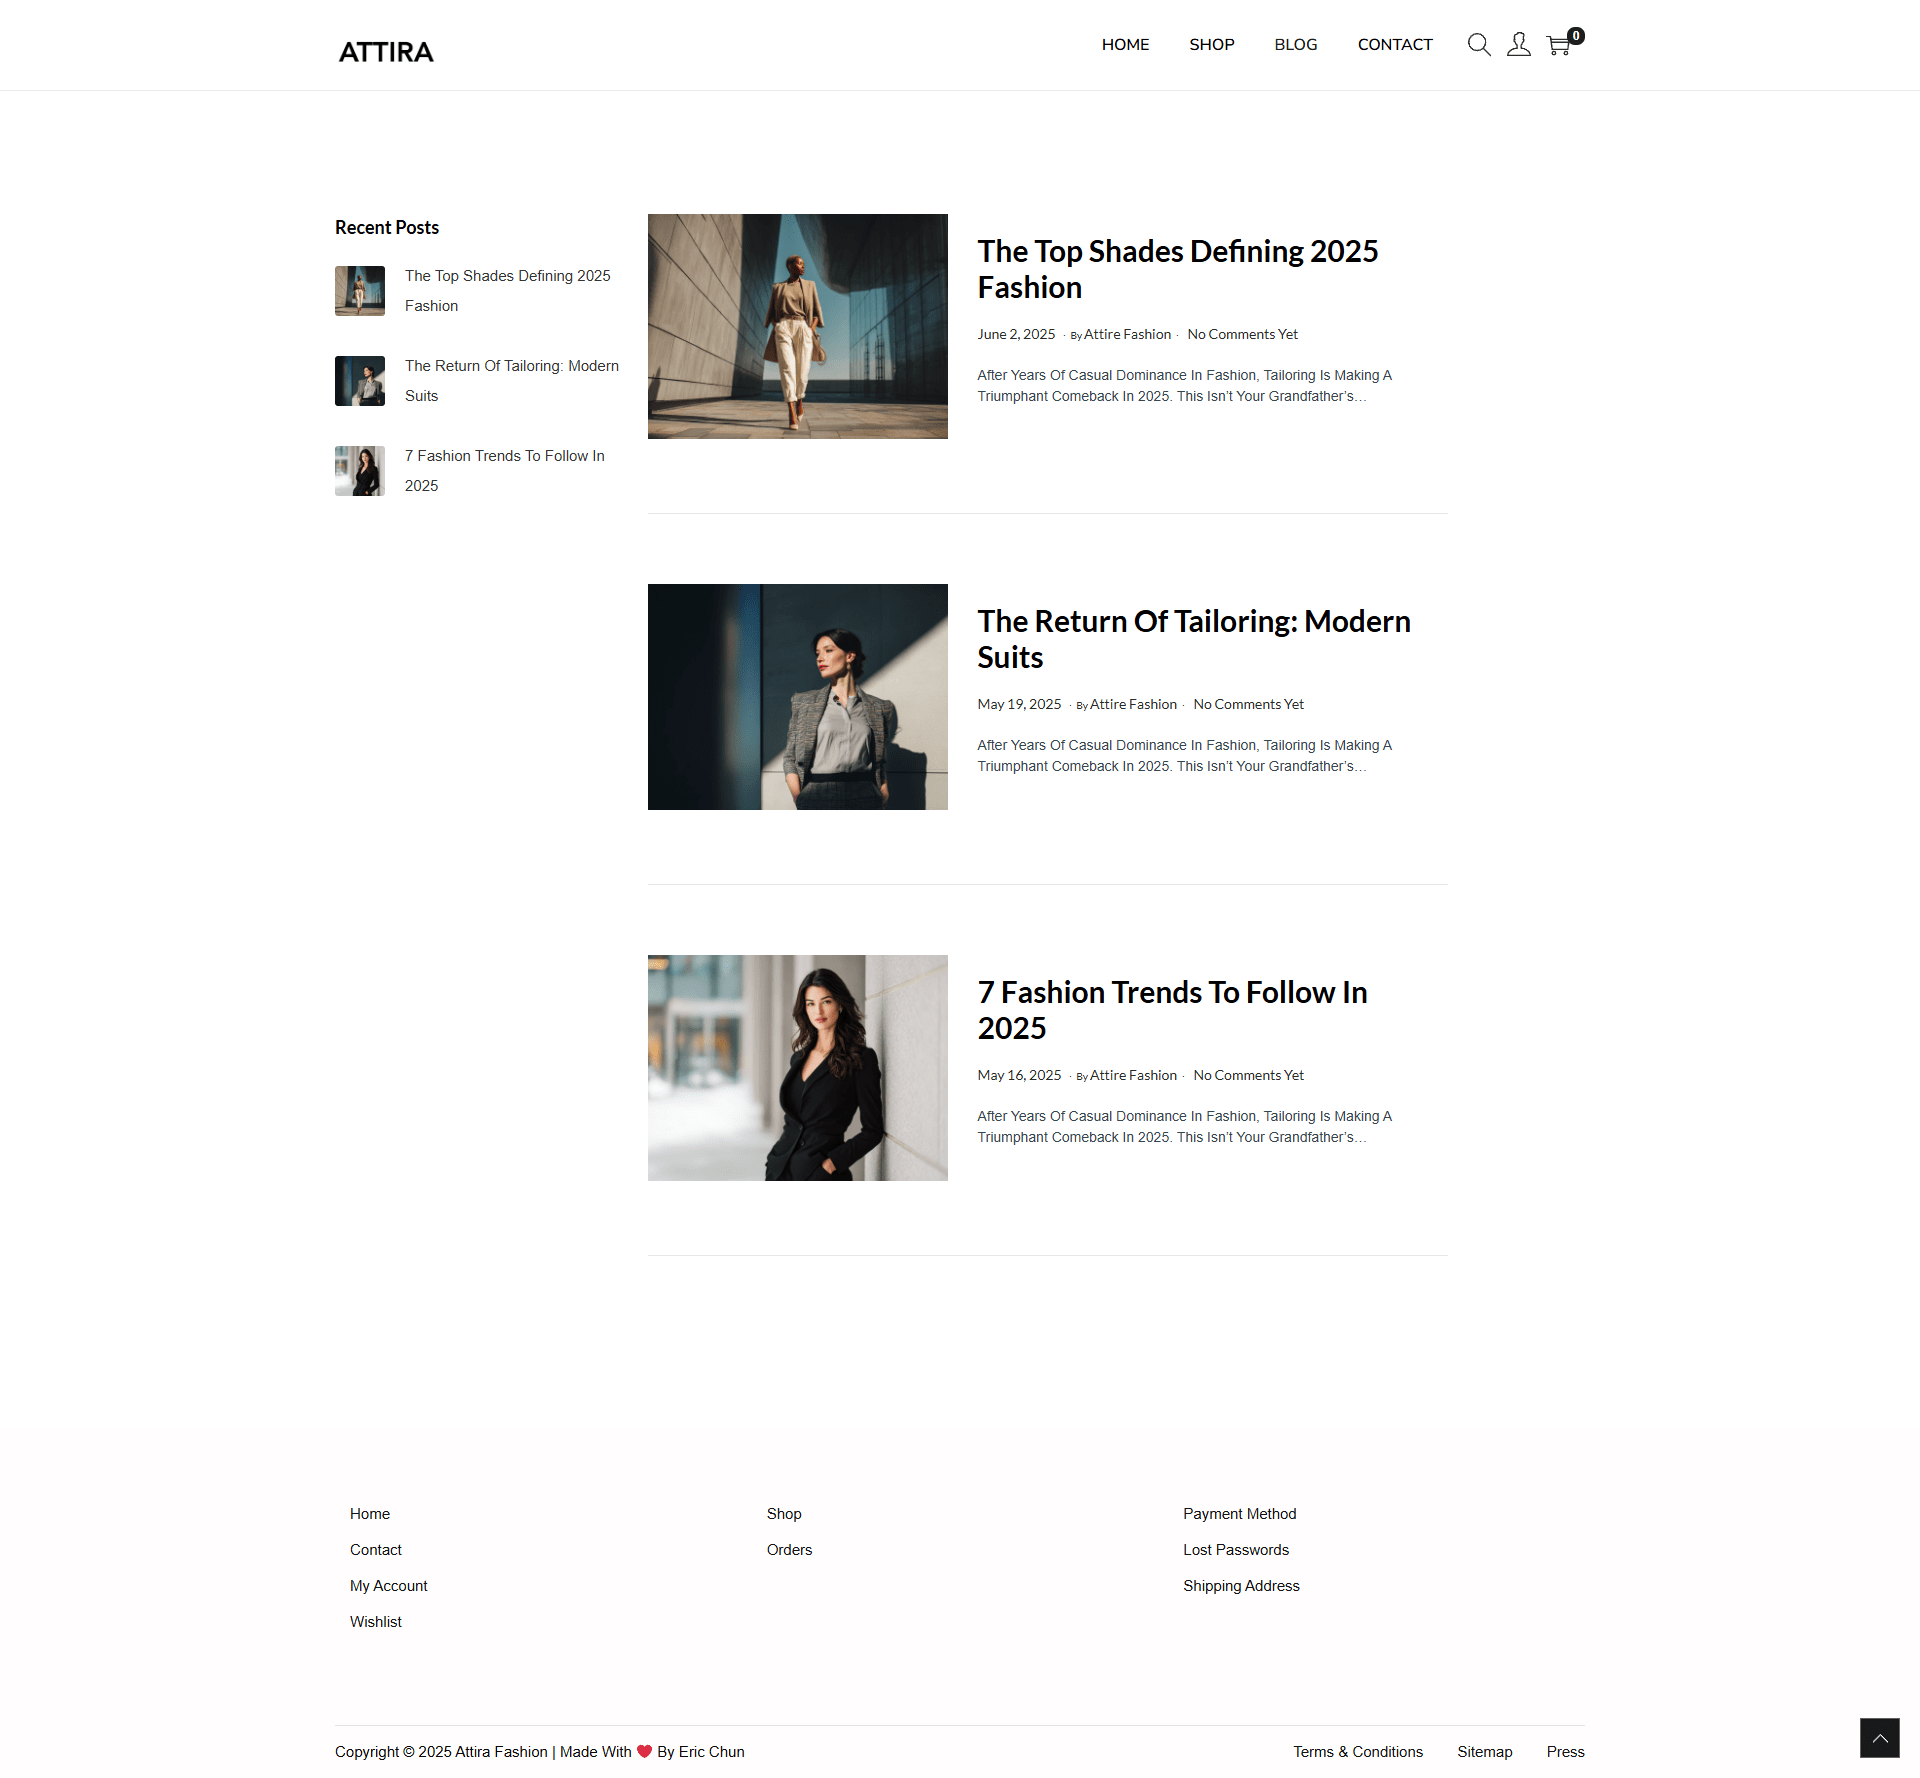 ATTIRA
HOME SHOP BLOG CONTACT 0
Recent Posts
The Top Shades Defining 2025
Fashion
The Return Of Tailoring: Modern
Suits
7 Fashion Trends To Follow In
2025
The Top Shades Defining 2025
Fashion
June 2, 2025 · By Attire Fashion · No Comments Yet
After Years Of Casual Dominance In Fashion, Tailoring Is Making A
Triumphant Comeback In 2025. This Isn’t Your Grandfather’s…
The Return Of Tailoring: Modern
Suits
May 19, 2025 · By Attire Fashion · No Comments Yet
After Years Of Casual Dominance In Fashion, Tailoring Is Making A
Triumphant Comeback In 2025. This Isn’t Your Grandfather’s…
7 Fashion Trends To Follow In
2025
May 16, 2025 · By Attire Fashion · No Comments Yet
After Years Of Casual Dominance In Fashion, Tailoring Is Making A
Triumphant Comeback In 2025. This Isn’t Your Grandfather’s…
Home
Contact
My Account
Wishlist
Shop
Orders
Payment Method
Lost Passwords
Shipping Address
Copyright © 2025 Attira Fashion | Made With ❤ By Eric Chun
Terms & Conditions Sitemap Press